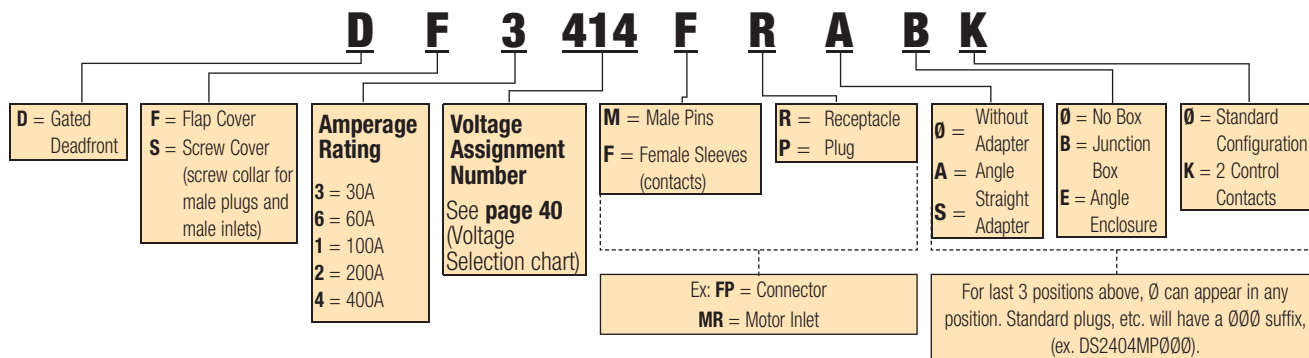 D F 3 414 F R A B K
D = Gated
Deadfront
F = Flap Cover
S = Screw Cover
(screw collar for
male plugs and
male inlets)
Amperage
Rating
3 = 30A
6 = 60A
1 = 100A
2 = 200A
4 = 400A
Voltage
Assignment
Number
See page 40
(Voltage
Selection chart)
M = Male Pins
F = Female Sleeves
(contacts)
R = Receptacle
P = Plug
Ø = Without
Adapter
A = Angle
S = Straight
Adapter
Ø = No Box
B = Junction
Box
E = Angle
Enclosure
Ø = Standard
Configuration
K = 2 Control
Contacts
Ex: FP = Connector
MR = Motor Inlet
For last 3 positions above, Ø can appear in any
position. Standard plugs, etc. will have a ØØØ suffix,
(ex. DS2404MPØØØ).